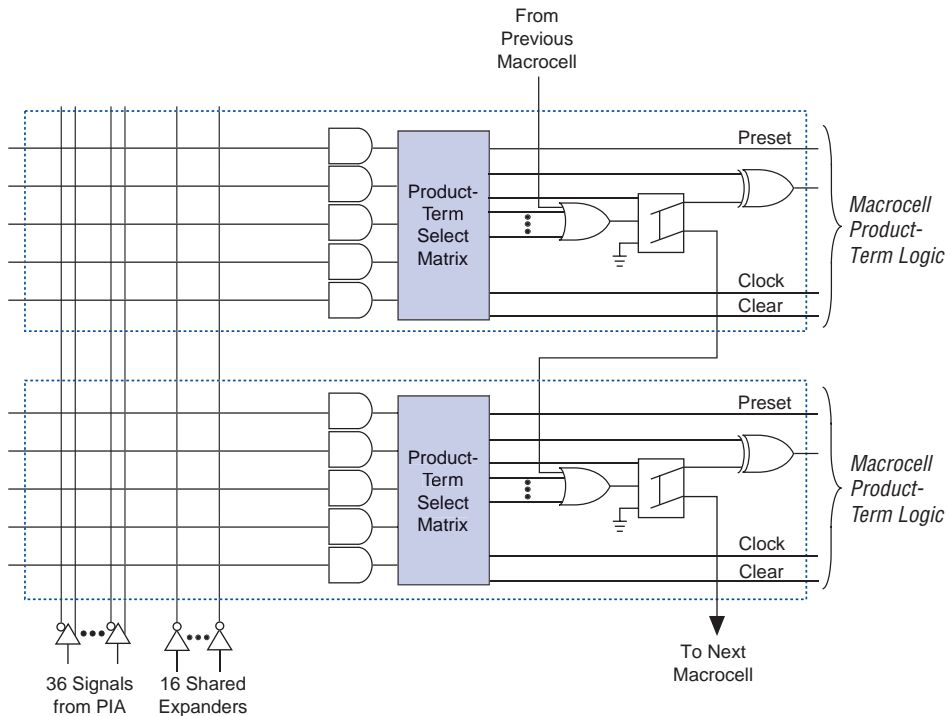 From
Previous
Macrocell
Preset
Product-
Term
Select
Matrix
Macrocell
Product-
Term Logic
Clock
Clear
Preset
Product-
Term
Select
Matrix
Macrocell
Product-
Term Logic
Clock
Clear
36 Signals
from PIA
16 Shared
Expanders
To Next
Macrocell